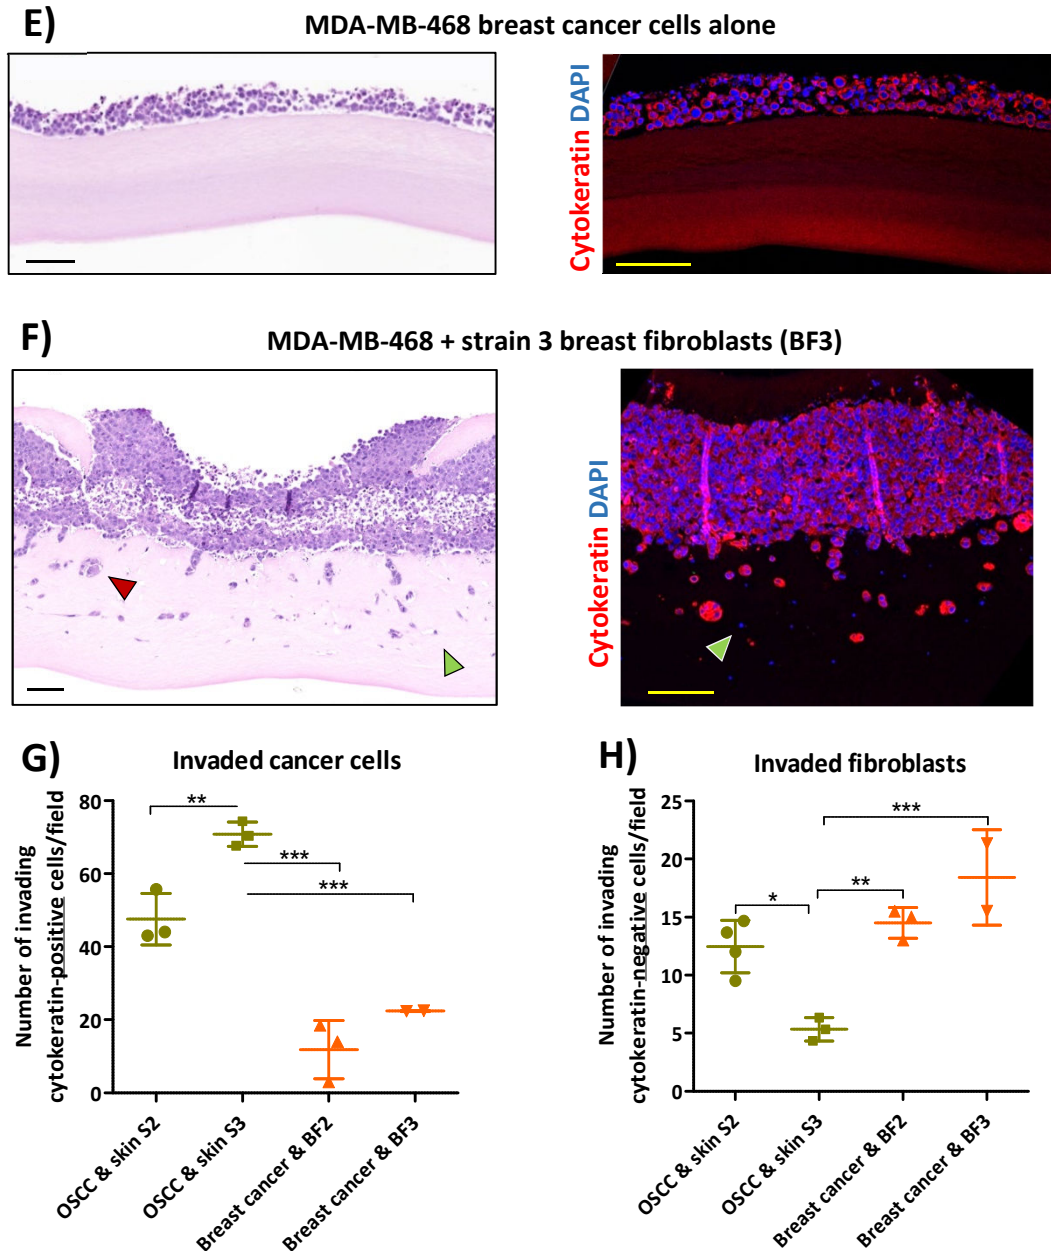 E)
MDA-MB-468 breast cancer cells alone
Cytokeratin DAPI
F)
MDA-MB-468 + strain 3 breast fibroblasts (BF3)
Cytokeratin DAPI
G)
Invaded cancer cells
Number of invading
cytokeratin-positive cells/field
80
60
40
20
0
**
***
***
OSCC & skin S2
OSCC & skin S3
Breast cancer & BF2
Breast cancer & BF3
H)
Invaded fibroblasts
Number of invading
cytokeratin-negative cells/field
25
20
15
10
5
0
***
**
*
OSCC & skin S2
OSCC & skin S3
Breast cancer & BF2
Breast cancer & BF3